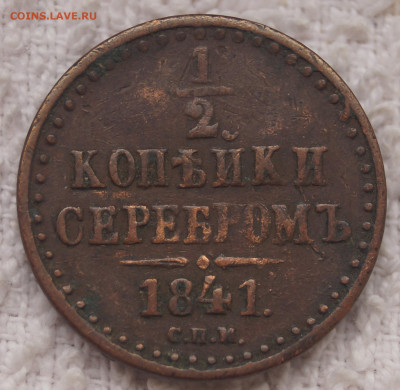 COINS.LAVE.RU
1/2
КОПѢЙКИ
СЕРЕБРОМЪ
1841.
С.П.М.